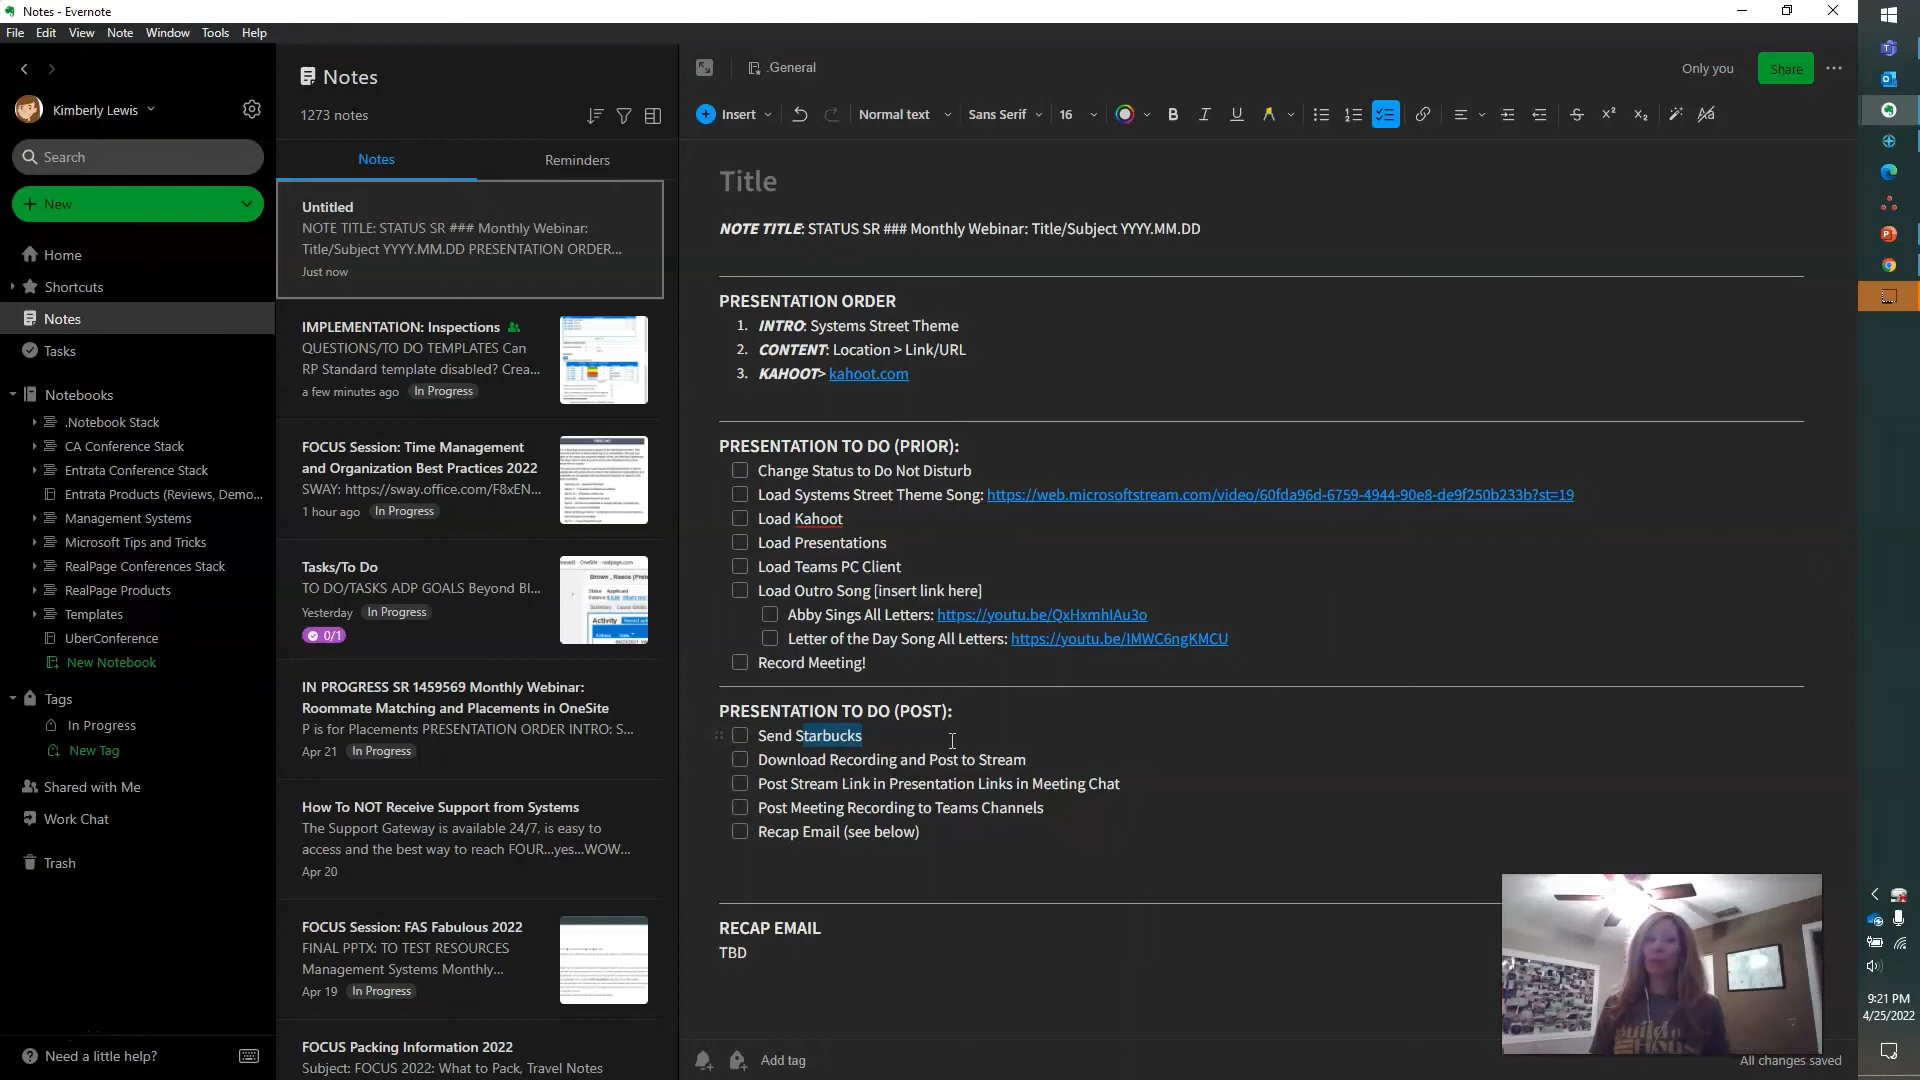 Notes - Evernote
File Edit View Note Window Tools Help
Kimberly Lewis
Search
New
Home
Shortcuts
Notes
Tasks
Notebooks
.Notebook Stack
CA Conference Stack
Entrata Conference Stack
Entrata Products (Reviews, Demo...
Management Systems
Microsoft Tips and Tricks
RealPage Conferences Stack
RealPage Products
Templates
UberConference
New Notebook
Tags
In Progress
New Tag
Shared with Me
Work Chat
Trash
Need a little help?
Notes
1273 notes
Notes Reminders
Untitled
NOTE TITLE: STATUS SR ### Monthly Webinar:
Title/Subject YYYY.MM.DD PRESENTATION ORDER...
Just now
IMPLEMENTATION: Inspections
QUESTIONS/TO DO TEMPLATES Can
RP Standard template disabled? Crea...
a few minutes ago In Progress
FOCUS Session: Time Management
and Organization Best Practices 2022
SWAY: https://sway.office.com/F8xEN...
1 hour ago In Progress
Tasks/To Do
TO DO/TASKS ADP GOALS Beyond Bl...
Yesterday In Progress
0/1
IN PROGRESS SR 1459569 Monthly Webinar:
Roommate Matching and Placements in OneSite
P is for Placements PRESENTATION ORDER INTRO: S...
Apr 21 In Progress
How To NOT Receive Support from Systems
The Support Gateway is available 24/7, is easy to
access and the best way to reach FOUR...yes...WOW...
Apr 20
FOCUS Session: FAS Fabulous 2022
FINAL PPTX: TO TEST RESOURCES
Management Systems Monthly...
Apr 19 In Progress
FOCUS Packing Information 2022
Subject: FOCUS 2022: What to Pack, Travel Notes
.General
Only you Share
Insert Normal text Sans Serif 16
Title
NOTE TITLE: STATUS SR ### Monthly Webinar: Title/Subject YYYY.MM.DD
PRESENTATION ORDER
1. INTRO: Systems Street Theme
2. CONTENT: Location > Link/URL
3. KAHOOT> kahoot.com
PRESENTATION TO DO (PRIOR):
Change Status to Do Not Disturb
Load Systems Street Theme Song: https://web.microsoftstream.com/video/60fda96d-6759-4944-90e8-de9f250b233b?st=19
Load Kahoot
Load Presentations
Load Teams PC Client
Load Outro Song [insert link here]
Abby Sings All Letters: https://youtu.be/QxHxmhIAu3o
Letter of the Day Song All Letters: https://youtu.be/IMWC6ngKMCU
Record Meeting!
PRESENTATION TO DO (POST):
Send Starbucks
Download Recording and Post to Stream
Post Stream Link in Presentation Links in Meeting Chat
Post Meeting Recording to Teams Channels
Recap Email (see below)
RECAP EMAIL
TBD
Add tag
All changes saved
9:21 PM
4/25/2022